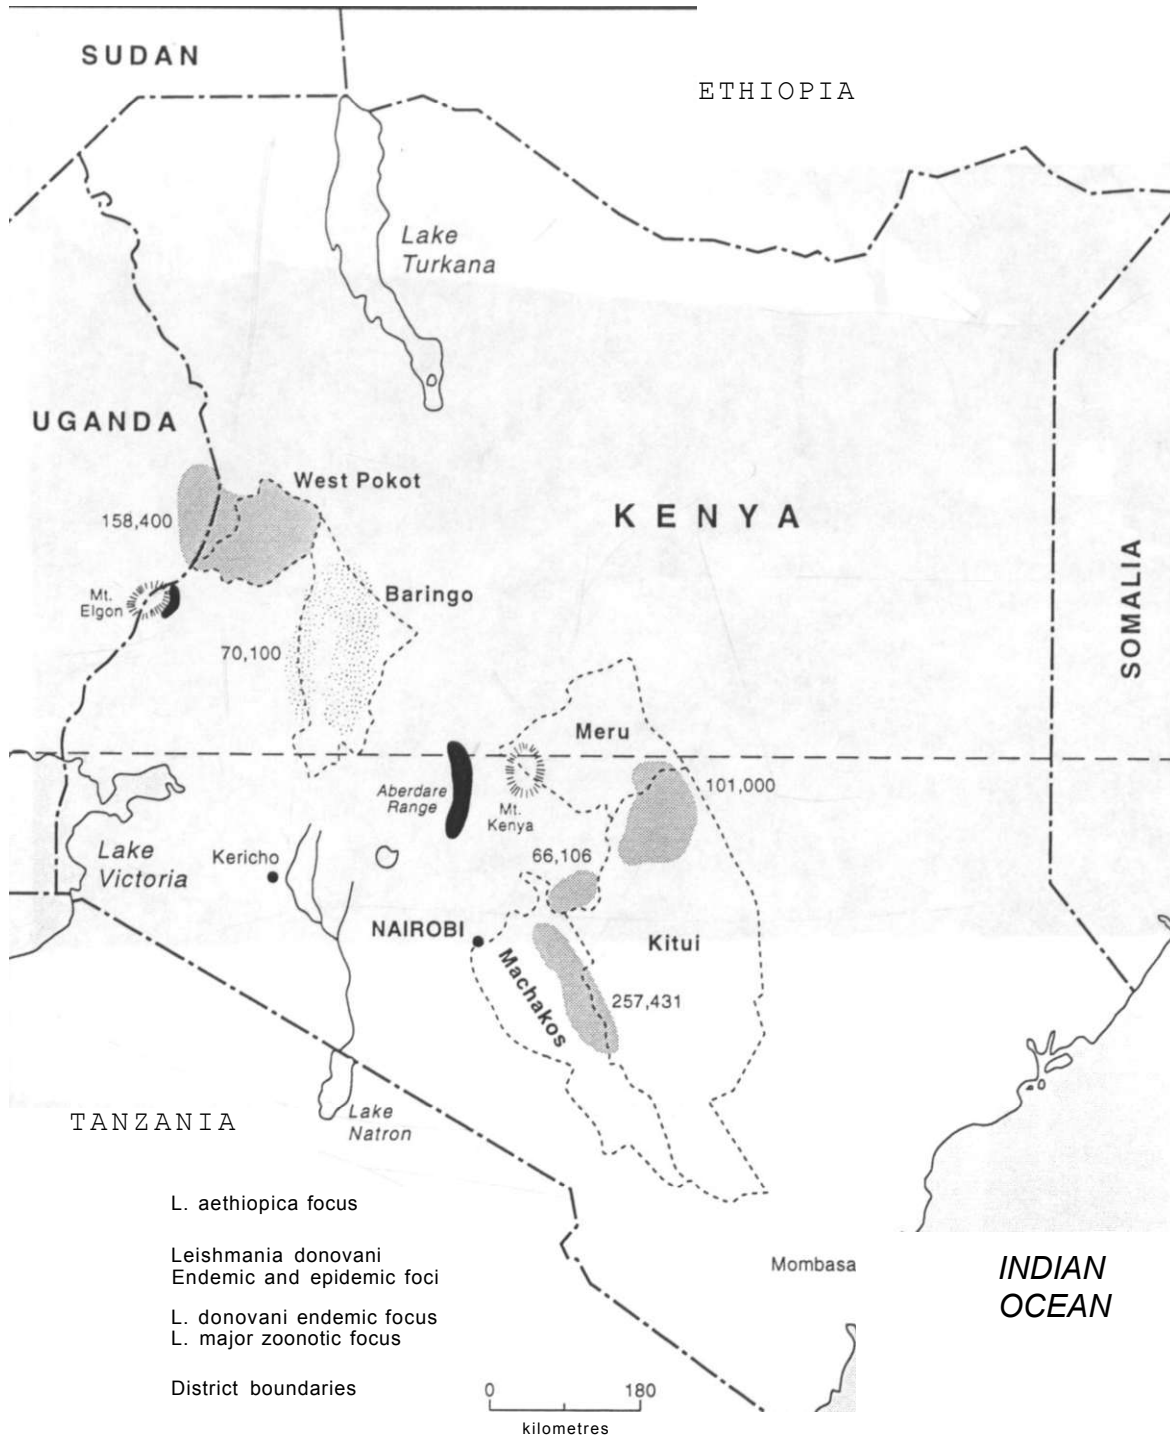 SUDAN
ETHIOPIA
Lake
Turkana
UGANDA
West Pokot
158,400
KENYA
SOMALIA
Mt.
Elgon
Baringo
70,100
Meru
Aberdare
Range
Mt.
Kenya
101,000
Lake
Victoria
Kericho
66,106
NAIROBI
Machakos
Kitui
257,431
TANZANIA
Lake
Natron
L. aethiopica focus
Leishmania donovani
Endemic and epidemic foci
L. donovani endemic focus
L. major zoonotic focus
District boundaries
Mombasa
INDIAN
OCEAN
0 180
kilometres